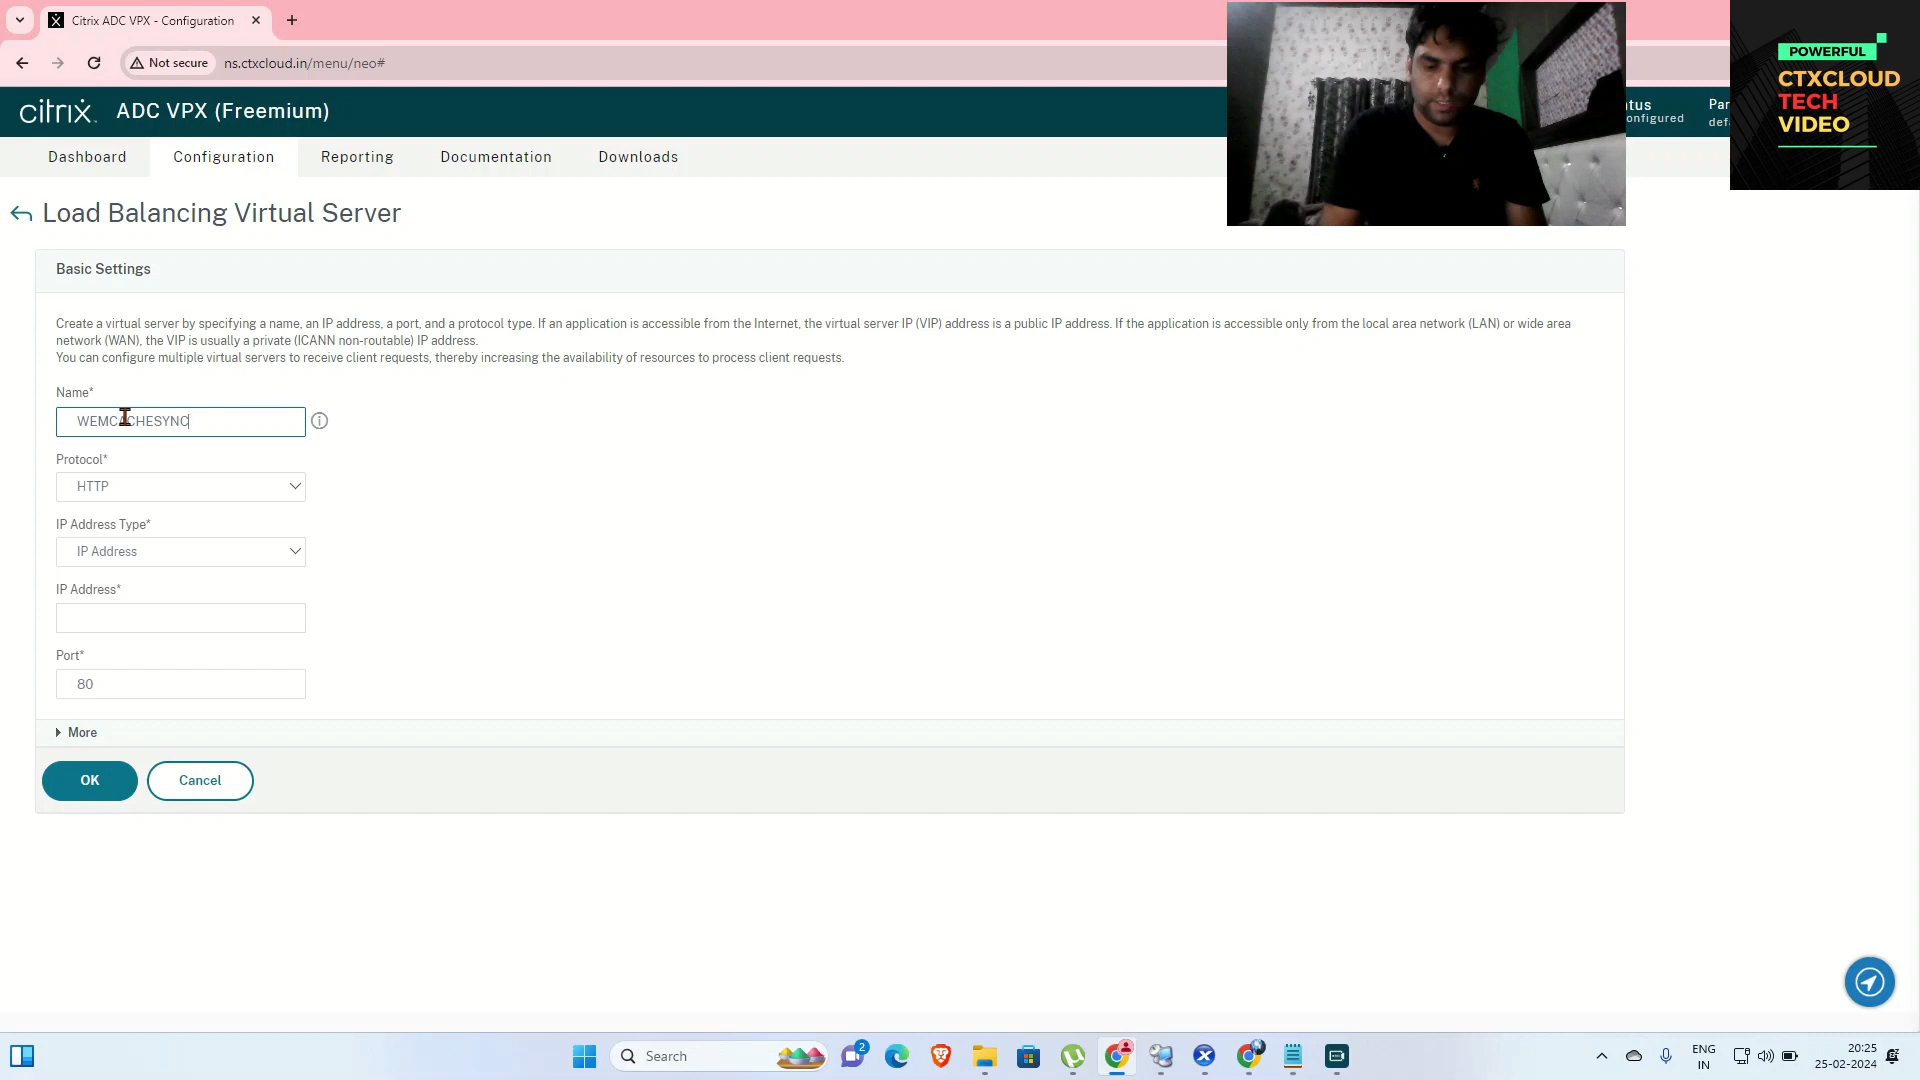 Citrix ADC VPX - Configuration
Not secure
ns.ctxcloud.in/menu/neo#
citrix ADC VPX (Freemium)
atus
onfigured
Par
defa
POWERFUL
CTXCLOUD
TECH
VIDEO
Dashboard
Configuration
Reporting
Documentation
Downloads
Load Balancing Virtual Server
Basic Settings
Create a virtual server by specifying a name, an IP address, a port, and a protocol type. If an application is accessible from the Internet, the virtual server IP (VIP) address is a public IP address. If the application is accessible only from the local area network (LAN) or wide area
network (WAN), the VIP is usually a private (ICANN non-routable) IP address.
You can configure multiple virtual servers to receive client requests, thereby increasing the availability of resources to process client requests.
Name*
WEMCACHESYNC
Protocol*
HTTP
IP Address Type*
IP Address
IP Address*
Port*
80
More
OK
Cancel
Search
2
ENG
IN
20:25
25-02-2024